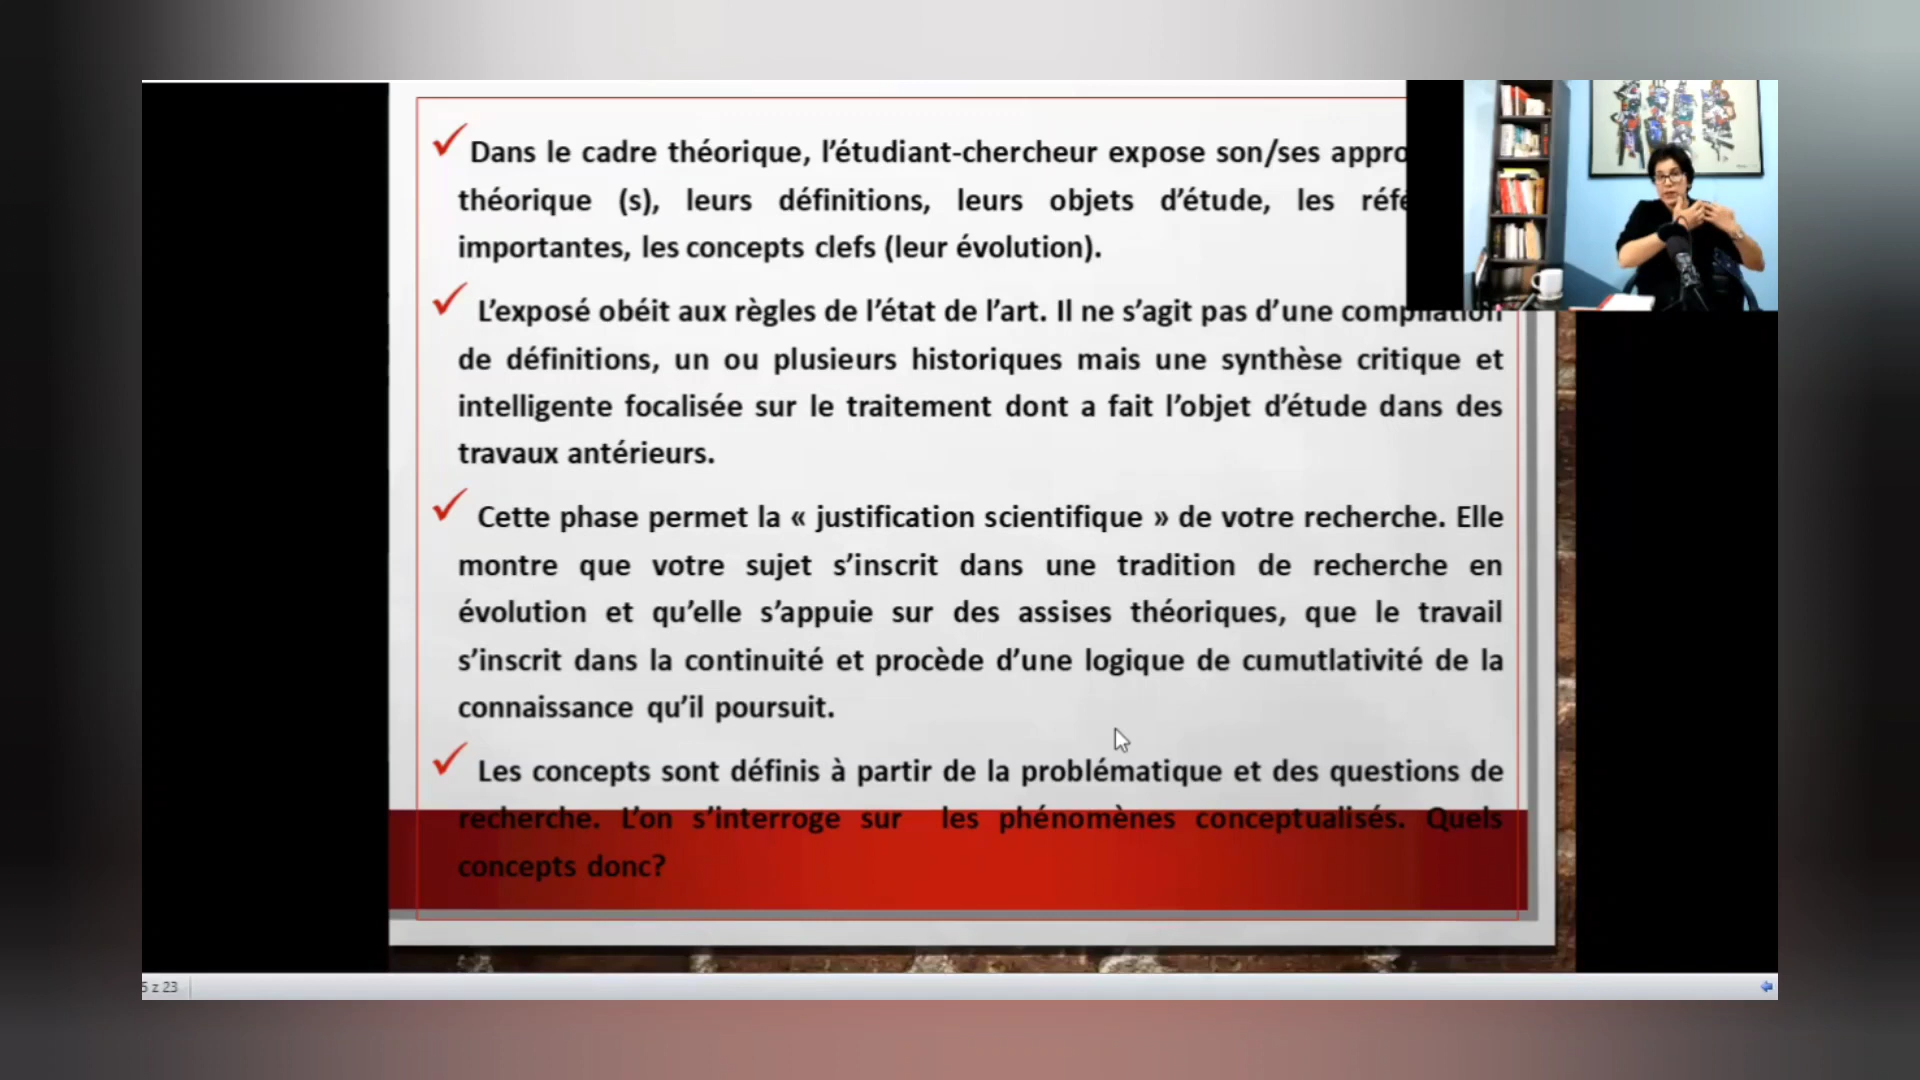 Dans le cadre théorique, l’étudiant-chercheur expose son/ses
théorique (s), leurs définitions, leurs objets d’étude, les
importantes, les concepts clefs (leur évolution).
L’exposé obéit aux règles de l’état de l’art. Il ne s’agit pas d’une compilation
de définitions, un ou plusieurs historiques mais une synthèse critique et
intelligente focalisée sur le traitement dont a fait l’objet d’étude dans des
travaux antérieurs.
Cette phase permet la « justification scientifique » de votre recherche. Elle
montre que votre sujet s’inscrit dans une tradition de recherche en
évolution et qu’elle s’appuie sur des assises théoriques, que le travail
s’inscrit dans la continuité et procède d’une logique de cumutlativité de la
connaissance qu’il poursuit.
Les concepts sont définis à partir de la problématique et des questions de
recherche. L’on s’interroge sur les phénomènes conceptualisés. Quels
concepts donc?
5 z 23